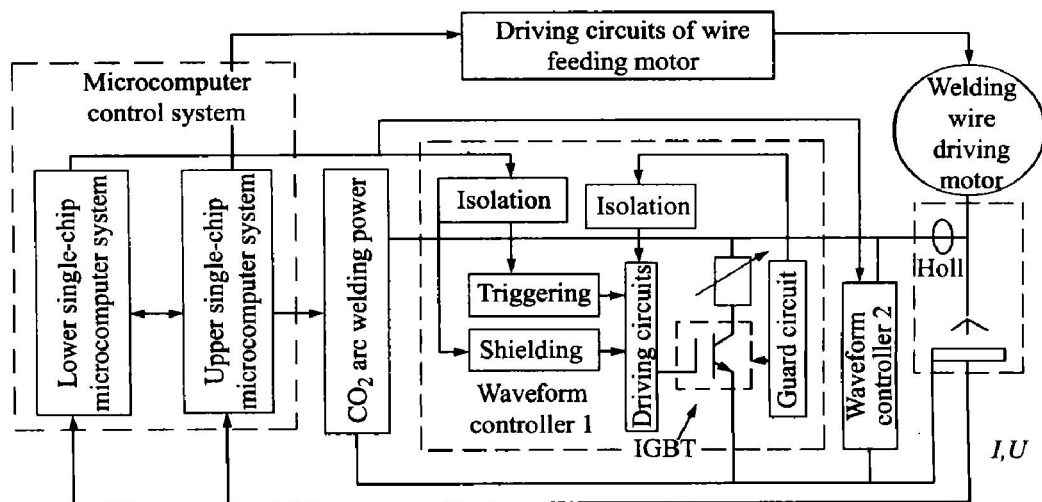 Driving circuits of wire
feeding motor
Microcomputer
control system
Welding
wire
driving
motor
Lower single-chip
microcomputer system
Upper single-chip
microcomputer system
CO2 arc welding power
Isolation
Isolation
Triggering
Shielding
Driving circuits
Waveform
controller 1
IGBT
Guard circuit
Waveform
controller 2
Holl
I,U